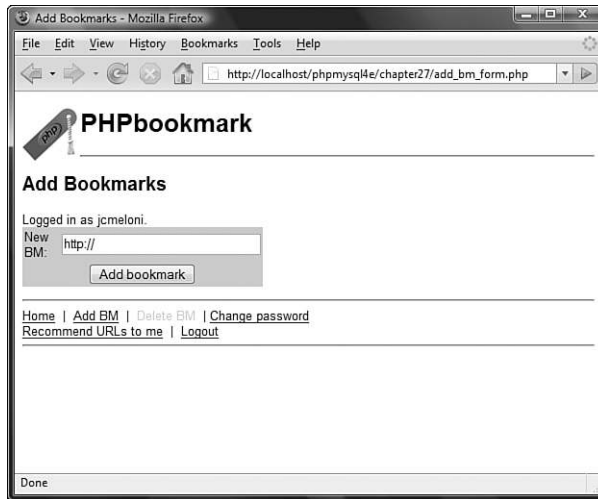 Add Bookmarks - Mozilla Firefox
File Edit View History Bookmarks Tools Help
http://localhost/phpmysql4e/chapter27/add_bm_form.php
php
PHPbookmark
Add Bookmarks
Logged in as jcmeloni.
New BM: http://
Add bookmark
Home | Add BM | Delete BM | Change password
Recommend URLs to me | Logout
Done